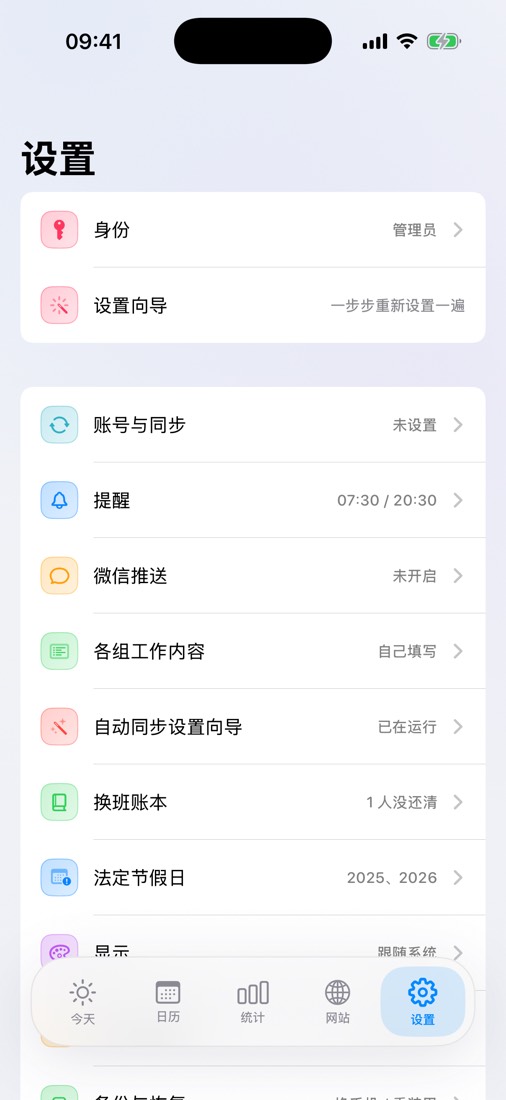 09:41
设置
身份 管理员
设置向导 一步步重新设置一遍
账号与同步 未设置
提醒 07:30 / 20:30
微信推送 未开启
各组工作内容 自己填写
自动同步设置向导 已在运行
换班账本 1 人没还清
法定节假日 2025、2026
显示 跟随系统
今天 日历 统计 网站 设置